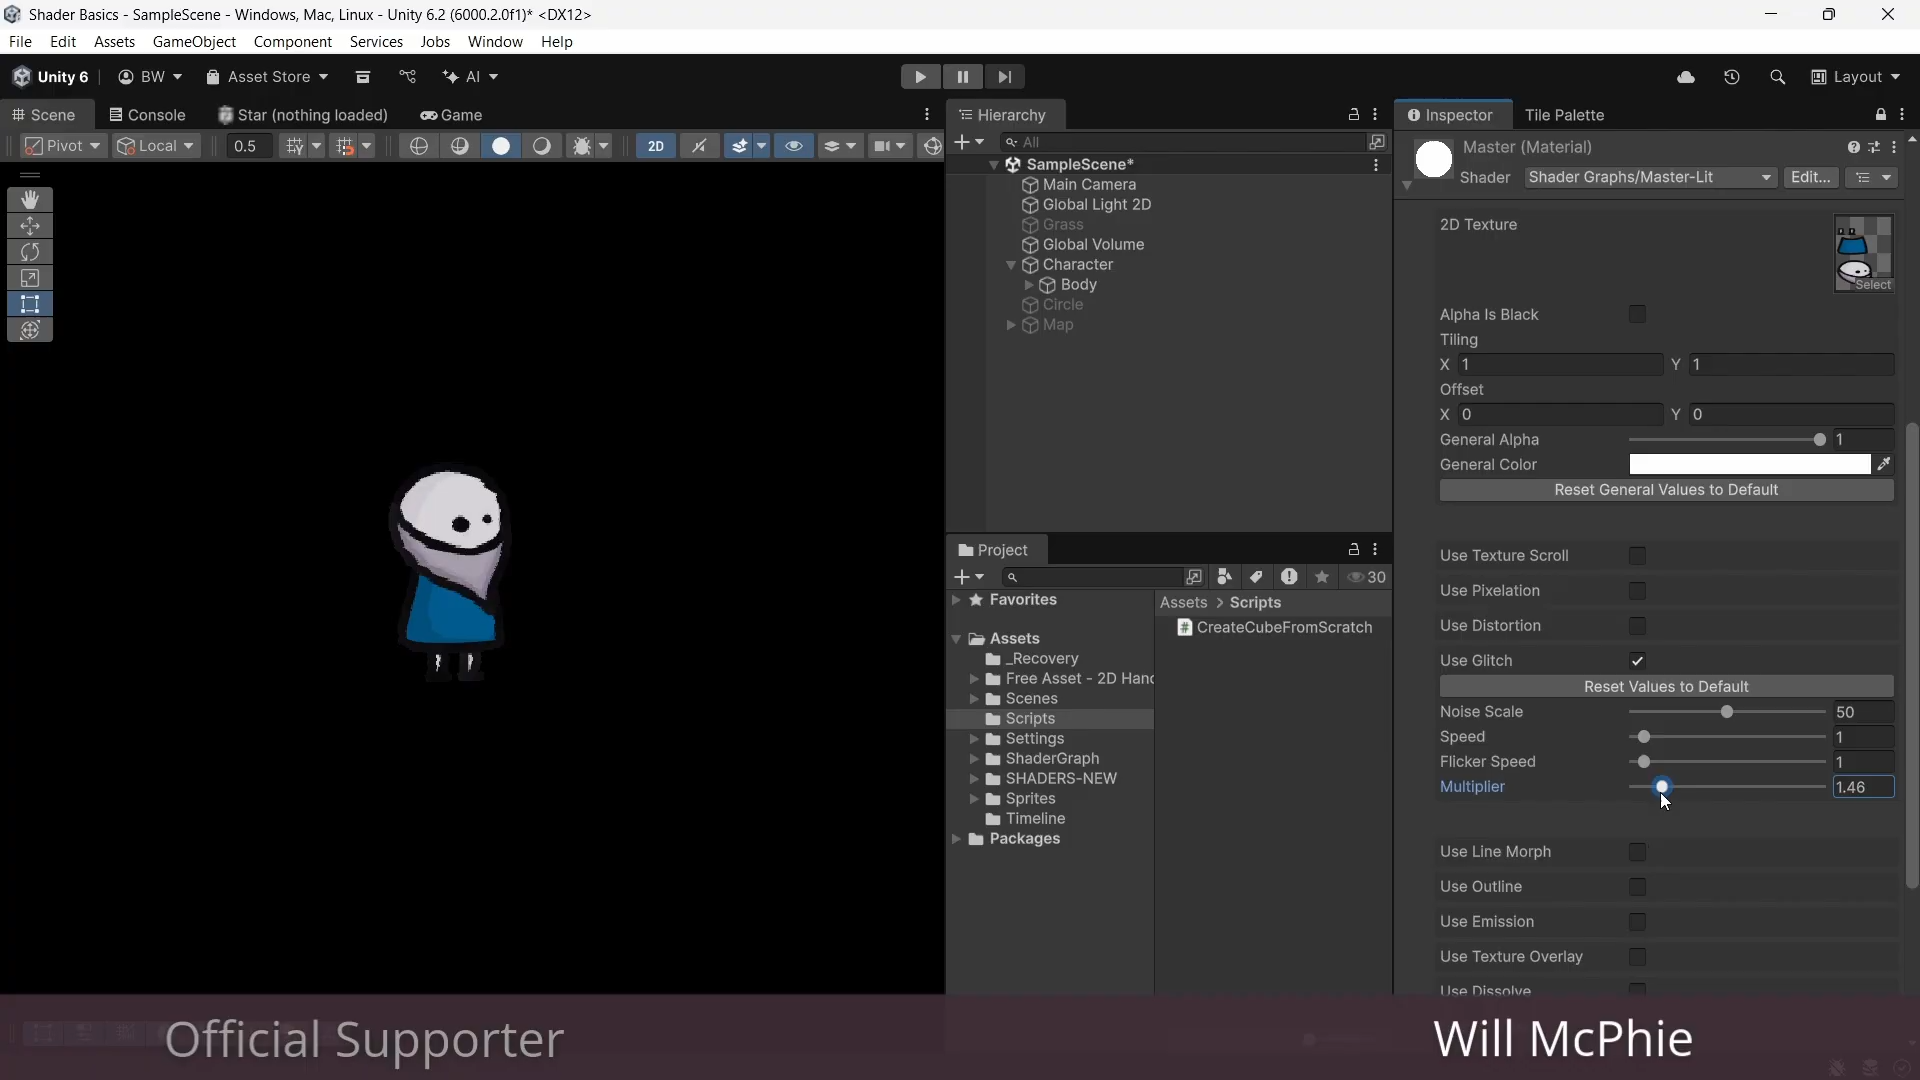 Shader Basics - SampleScene - Windows, Mac, Linux - Unity 6.2 (6000.2.0f1)* <DX12>
File Edit Assets GameObject Component Services Jobs Window Help
Unity 6 BW Asset Store AI Layout
Scene Console Star (nothing loaded) Game
Pivot Local 0.5 2D
Hierarchy
All
SampleScene*
Main Camera
Global Light 2D
Grass
Global Volume
Character
Body
Circle
Map
Project
30
Favorites
Assets
_Recovery
Free Asset - 2D Hand
Scenes
Scripts
Settings
ShaderGraph
SHADERS-NEW
Sprites
Timeline
Packages
Assets > Scripts
CreateCubeFromScratch
Inspector Tile Palette
Master (Material)
Shader Shader Graphs/Master-Lit Edit...
2D Texture
Select
Alpha Is Black
Tiling
X 1 Y 1
Offset
X 0 Y 0
General Alpha 1
General Color
Reset General Values to Default
Use Texture Scroll
Use Pixelation
Use Distortion
Use Glitch
Reset Values to Default
Noise Scale 50
Speed 1
Flicker Speed 1
Multiplier 1.46
Use Line Morph
Use Outline
Use Emission
Use Texture Overlay
Use Dissolve
Official Supporter Will McPhie